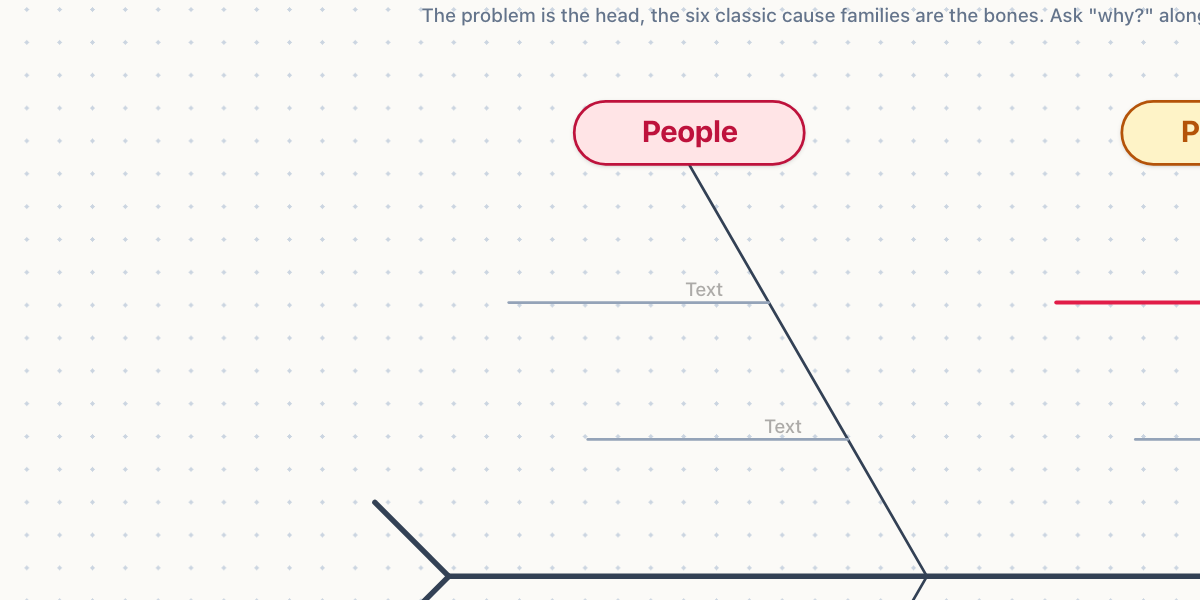 The problem is the head, the six classic cause families are the bones. Ask "why?" along
People
P
Text
Text